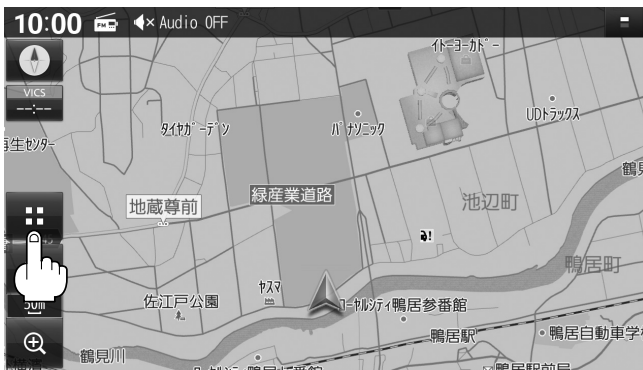 10:00 FM Audio OFF
イトーヨーカドー
VICS
--:--
タイヤガーデン
パナソニック
UDトラックス
再生センター
鶴見
地蔵尊前
緑産業道路
池辺町
鴨居町
ヤスマ
50m
佐江戸公園
ローヤルシティ鴨居参番館
鴨居駅
鴨居自動車学校
鶴見川
鴨居駅前局